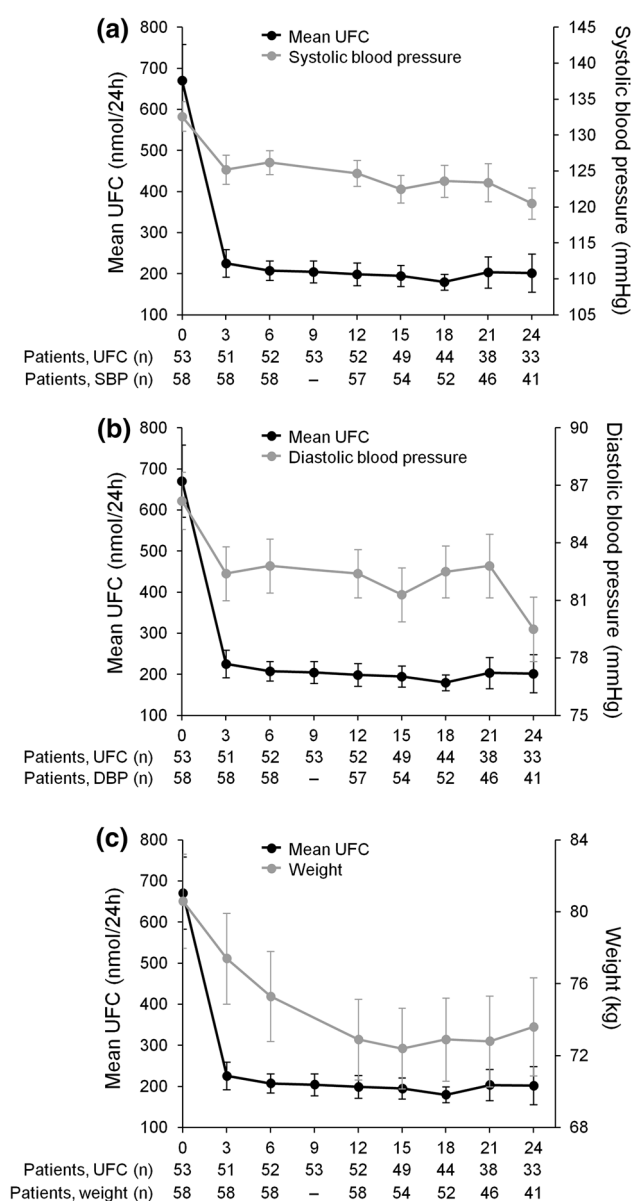 (a)
Mean UFC
Systolic blood pressure
Mean UFC (nmol/24h)
800
700
600
500
400
300
200
100
145
140
135
130
125
120
115
110
105
Systolic blood pressure (mmHg)
0 3 6 9 12 15 18 21 24
Patients, UFC (n) 53 51 52 53 52 49 44 38 33
Patients, SBP (n) 58 58 58 – 57 54 52 46 41
(b)
Mean UFC
Diastolic blood pressure
Mean UFC (nmol/24h)
800
700
600
500
400
300
200
100
90
87
84
81
78
75
Diastolic blood pressure (mmHg)
0 3 6 9 12 15 18 21 24
Patients, UFC (n) 53 51 52 53 52 49 44 38 33
Patients, DBP (n) 58 58 58 – 57 54 52 46 41
(c)
Mean UFC
Weight
Mean UFC (nmol/24h)
800
700
600
500
400
300
200
100
84
80
76
72
68
Weight (kg)
0 3 6 9 12 15 18 21 24
Patients, UFC (n) 53 51 52 53 52 49 44 38 33
Patients, weight (n) 58 58 58 – 58 54 52 46 41